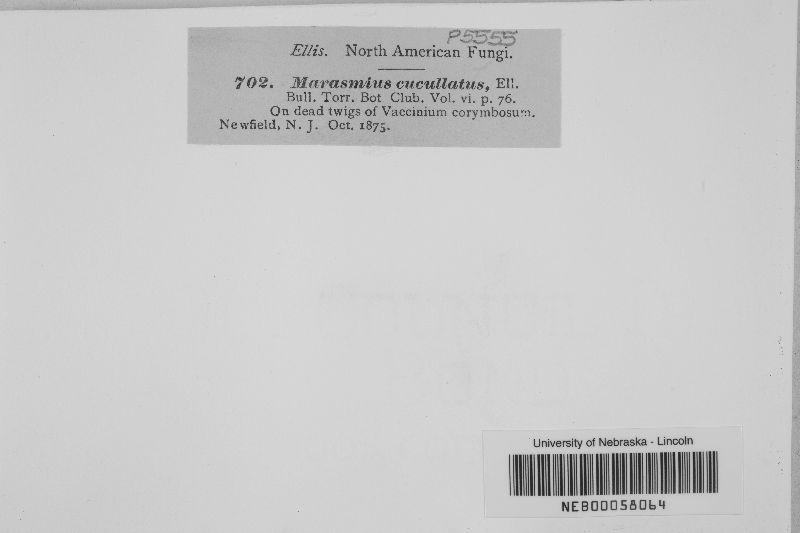 P5555
Ellis. North American Fungi.
702. Marasmius cucullatus, Ell.
Bull. Torr. Bot Club. Vol. vi. p. 76.
On dead twigs of Vaccinium corymbosum.
Newfield, N. J. Oct. 1875.
University of Nebraska - Lincoln
NEB00058064